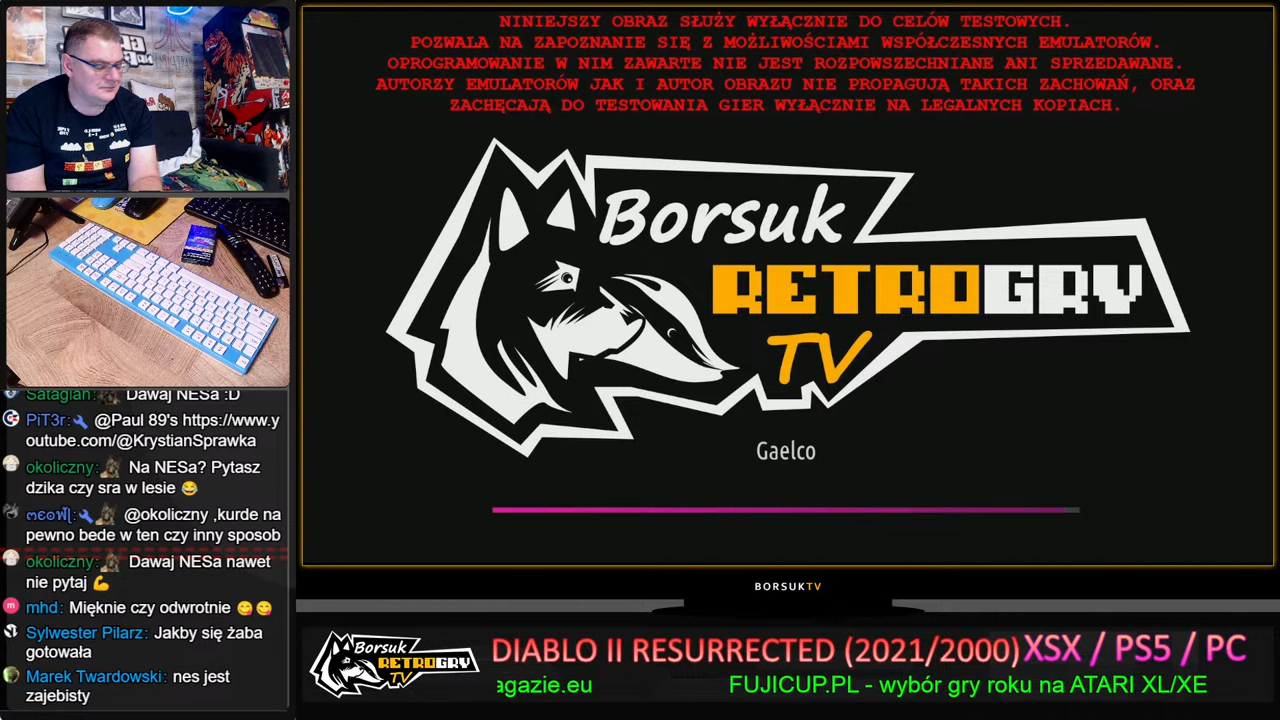 NINIEJSZY OBRAZ SŁUŻY WYŁĄCZNIE DO CELÓW TESTOWYCH.
POZWALA NA ZAPOZNANIE SIĘ Z MOŻLIWOŚCIAMI WSPÓŁCZESNYCH EMULATORÓW.
OPROGRAMOWANIE W NIM ZAWARTE NIE JEST ROZPOWSZECHNIANE ANI SPRZEDAWANE.
AUTORZY EMULATORÓW JAK I AUTOR OBRAZU NIE PROPAGUJĄ TAKICH ZACHOWAŃ, ORAZ
ZACHĘCAJĄ DO TESTOWANIA GIER WYŁĄCZNIE NA LEGALNYCH KOPIACH.
Borsuk
RETROGRY
TV
Gaelco
BORSUKTV
Satagian: Dawaj NESa :D
PiT3r: @Paul 89's https://www.y
outube.com/@KrystianSprawka
okoliczny: Na NESa? Pytasz
dzika czy sra w lesie 😂
@okoliczny ,kurde na
pewno bede w ten czy inny sposob
okoliczny: Dawaj NESa nawet
nie pytaj 💪
mhd: Mięknie czy odwrotnie 😋😋
Sylwester Pilarz: Jakby się żaba
gotowała
Marek Twardowski: nes jest
zajebisty
Borsuk
RETROGRY
TV
DIABLO II RESURRECTED (2021/2000) XSX / PS5 / PC
agazie.eu FUJICUP.PL - wybór gry roku na ATARI XL/XE